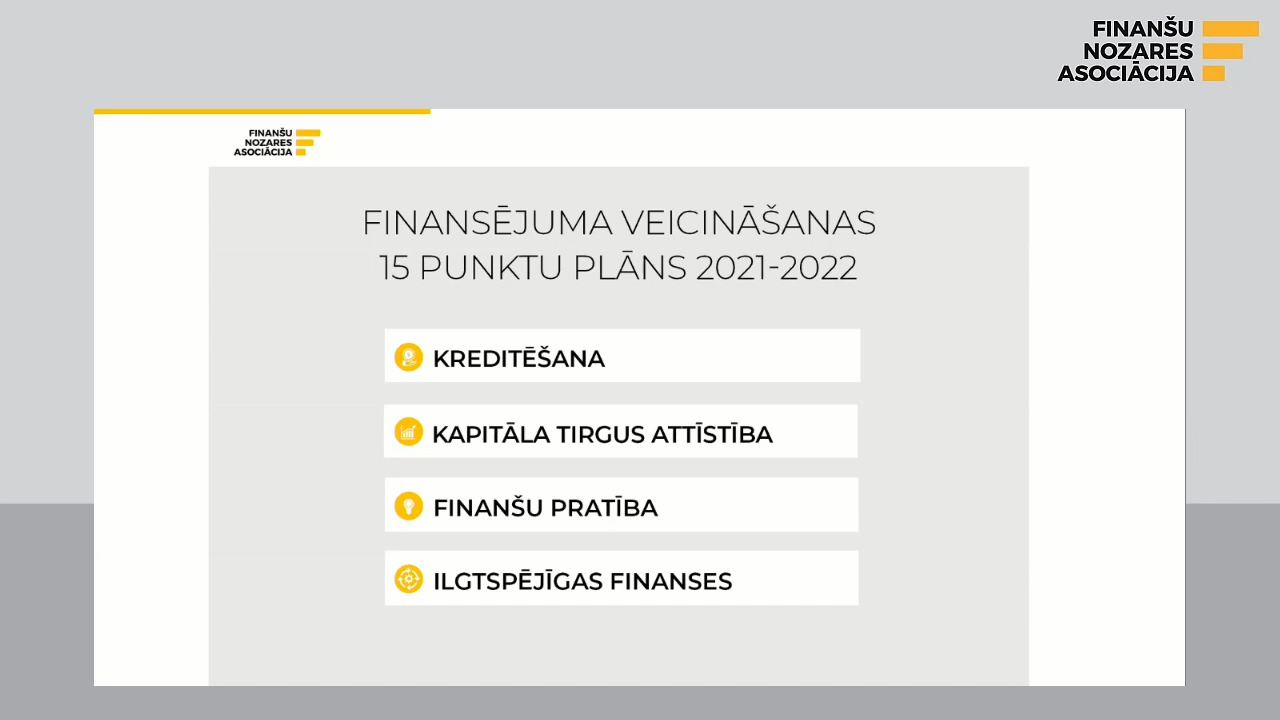 FINANŠU
NOZARES
ASOCIĀCIJA
FINANŠU
NOZARES
ASOCIĀCIJA
FINANSĒJUMA VEICINĀŠANAS
15 PUNKTU PLĀNS 2021-2022
KREDITĒŠANA
KAPITĀLA TIRGUS ATTĪSTĪBA
FINANŠU PRATĪBA
ILGTSPĒJĪGAS FINANSES